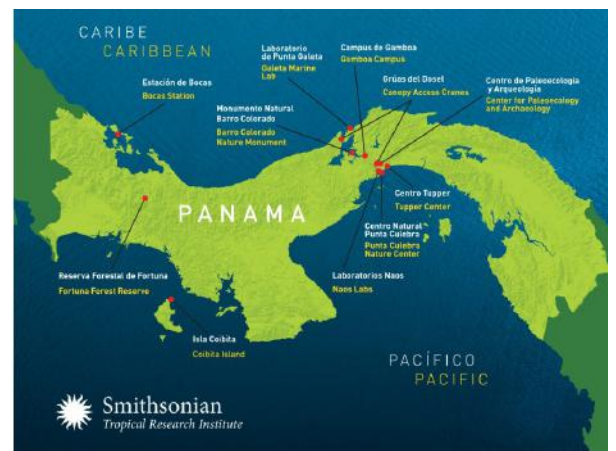 CARIBE
CARIBBEAN
Laboratorio
de Punta Galeta
Galeta Marine
Lab
Campus de Gamboa
Gamboa Campus
Grúas del Dosel
Canopy Access Cranes
Centro de Paleoecología
y Arqueología
Center for Paleoecology
and Archaeology
Estación de Bocas
Bocas Station
Monumento Natural
Barro Colorado
Barro Colorado
Nature Monument
PANAMA
Centro Tupper
Tupper Center
Centro Natural
Punta Culebra
Punta Culebra
Nature Center
Laboratorios Naos
Naos Labs
Reserva Forestal de Fortuna
Fortuna Forest Reserve
Isla Coibita
Coibita Island
PACÍFICO
PACIFIC
Smithsonian
Tropical Research Institute